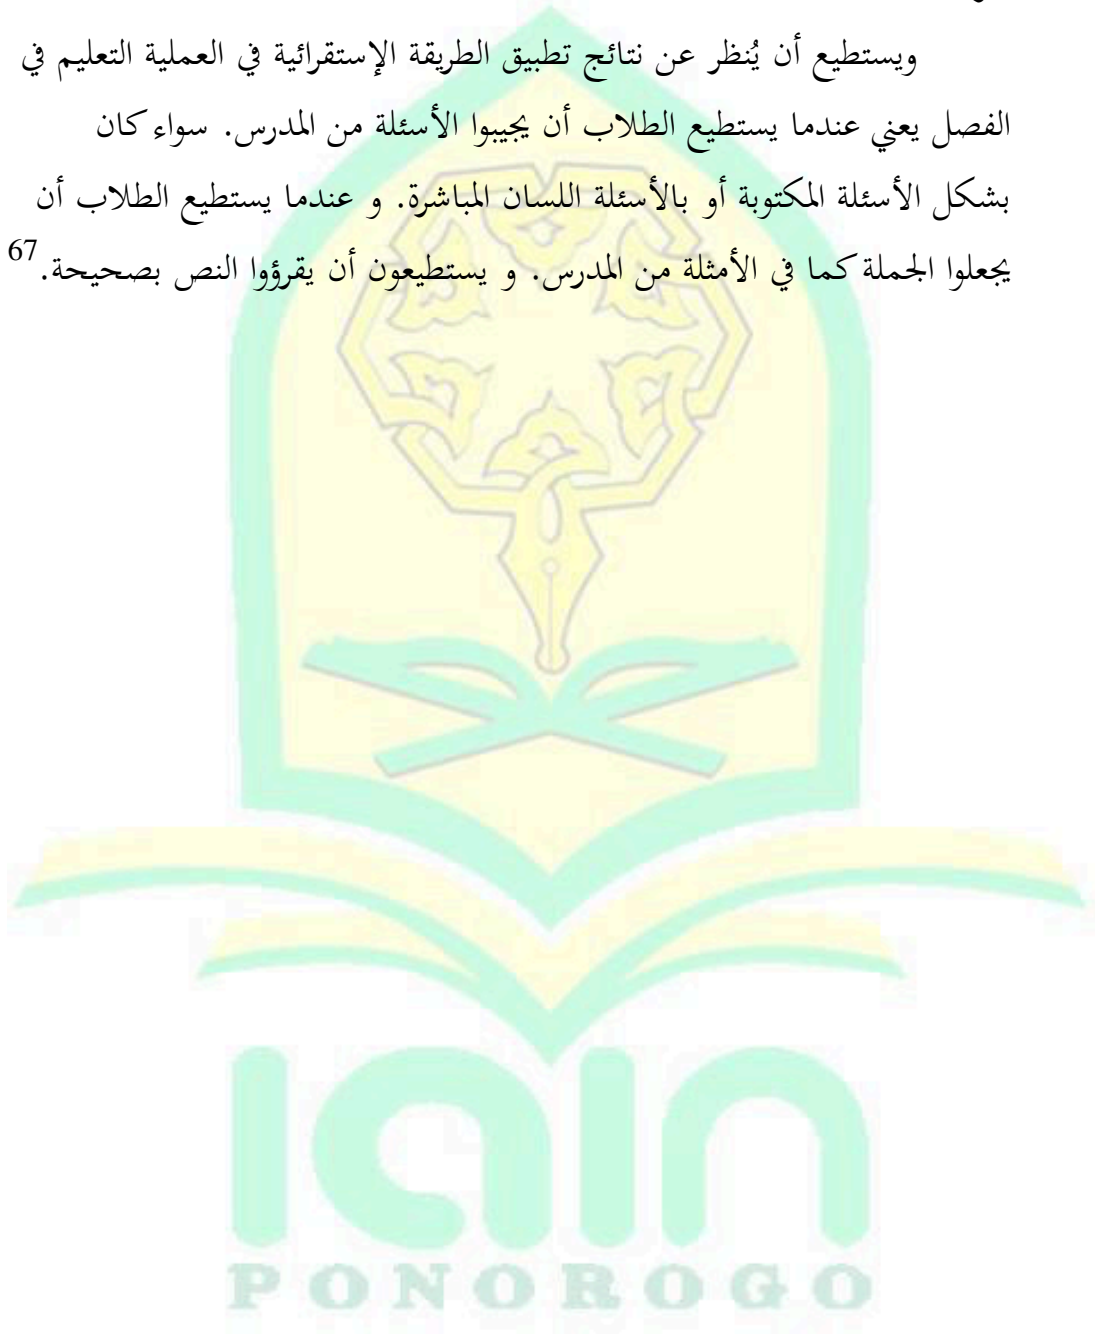 ويستطيع أن يُنظر عن نتائج تطبيق الطريقة الإستقرائية في العملية التعليم في
الفصل يعني عندما يستطيع الطلاب أن يجيبوا الأسئلة من المدرس. سواء كان
بشكل الأسئلة المكتوبة أو بالأسئلة اللسان المباشرة. و عندما يستطيع الطلاب أن
يجعلوا الجملة كما في الأمثلة من المدرس. و يستطيعون أن يقرؤوا النص بصحيحة.67
IAIN
PONOROGO